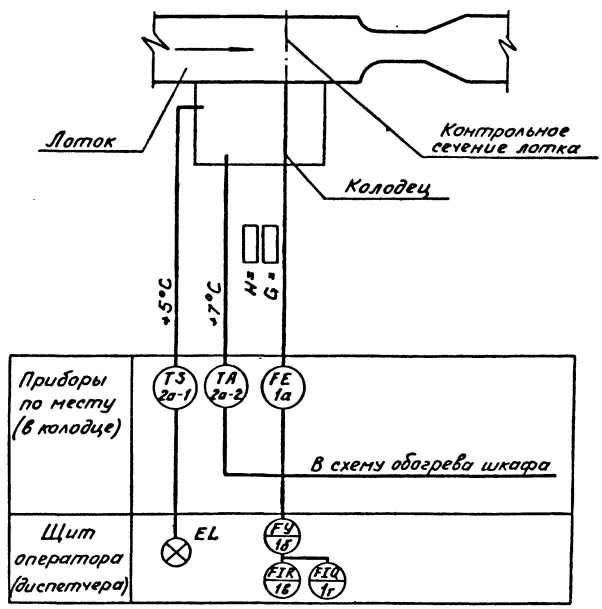 Лоток
Контрольное
сечение лотка
Колодец
+5°C
+7°C
H=
G=
Приборы
по месту
(в колодце)
TS
2а-1
TA
2а-2
FE
1а
В схему обогрева шкафа
Щит
оператора
(диспетчера)
EL
FY
1б
FIR
1в
FIQ
1г